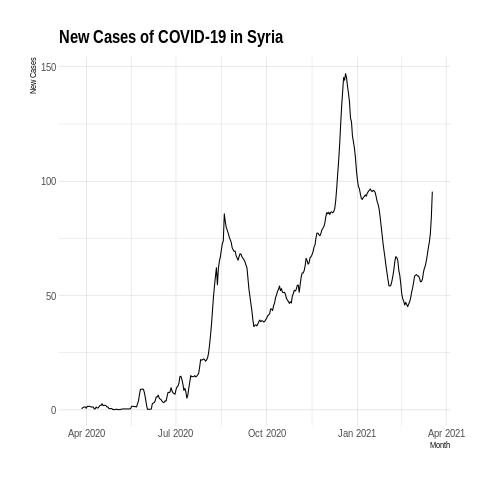 New Cases of COVID-19 in Syria
New Cases
150
100
50
0
Apr 2020
Jul 2020
Oct 2020
Jan 2021
Apr 2021
Month